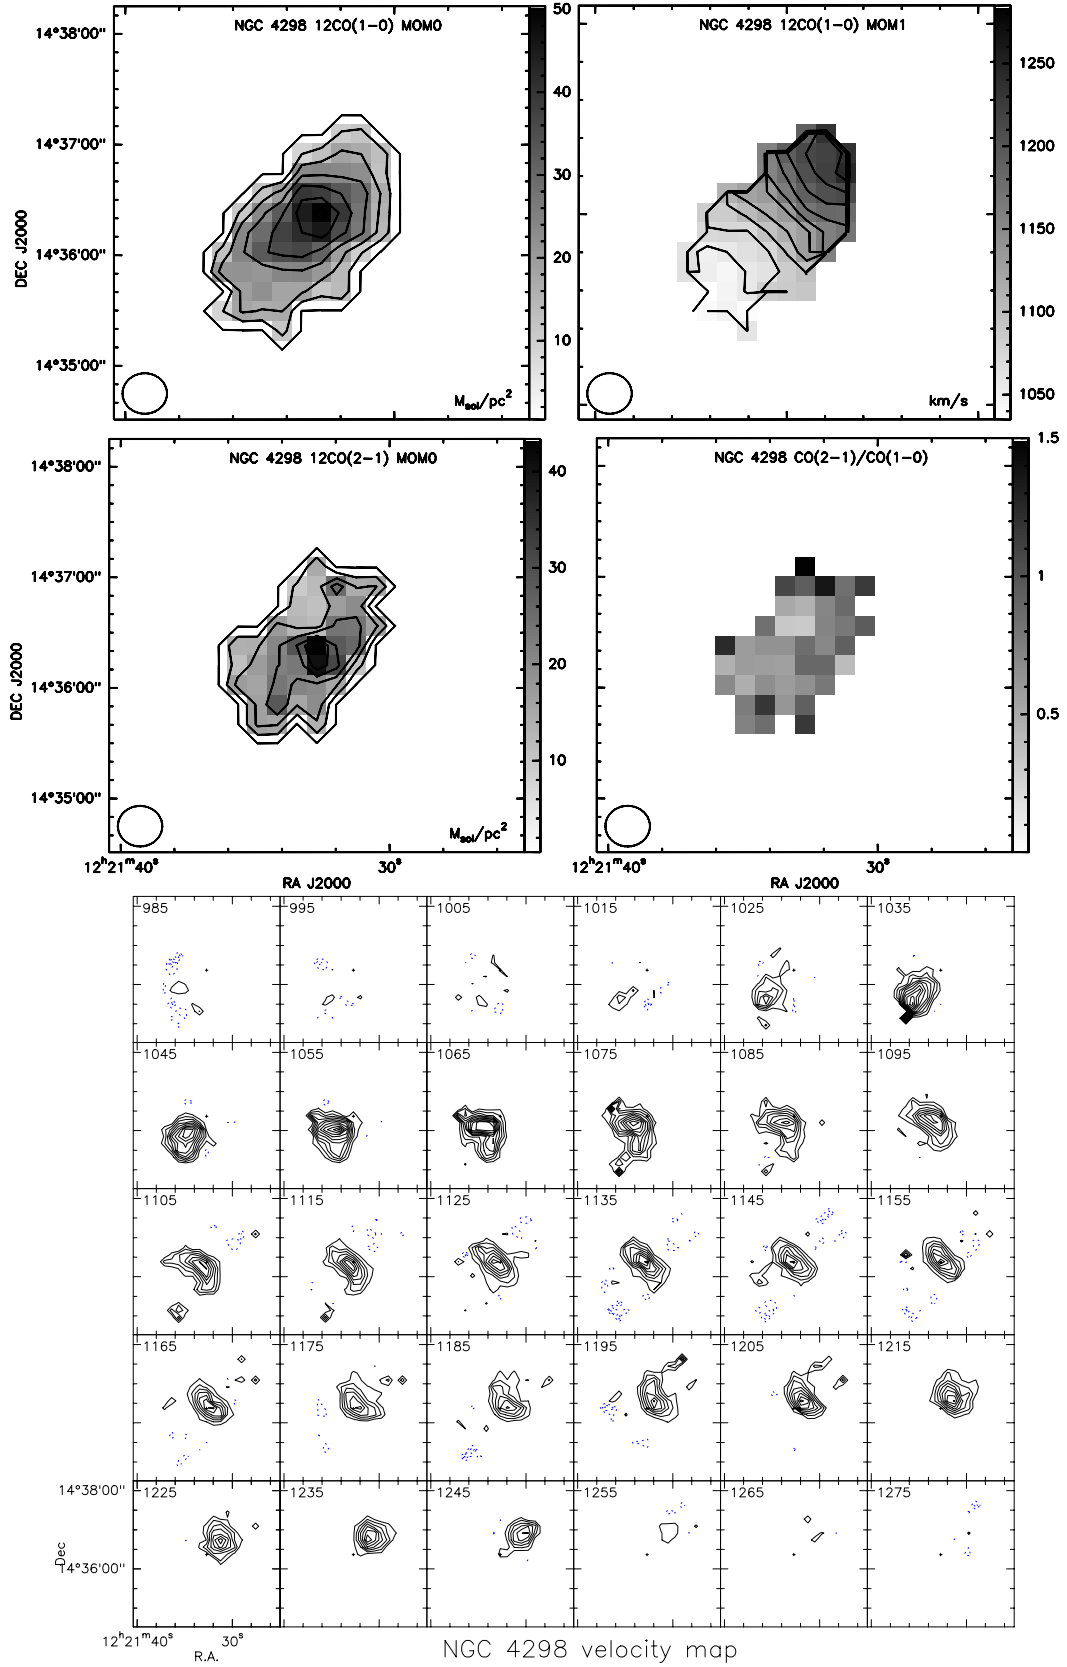 NGC 4298 12CO(1-0) MOM0
14°38'00"
14°37'00"
14°36'00"
14°35'00"
DEC J2000
M_sol/pc²
50
40
30
20
10
NGC 4298 12CO(1-0) MOM1
km/s
1250
1200
1150
1100
1050
NGC 4298 12CO(2-1) MOM0
14°38'00"
14°37'00"
14°36'00"
14°35'00"
DEC J2000
M_sol/pc²
40
30
20
10
12ʰ21ᵐ40ˢ 30ˢ
RA J2000
NGC 4298 CO(2-1)/CO(1-0)
1.5
1
0.5
12ʰ21ᵐ40ˢ 30ˢ
RA J2000
985 995 1005 1015 1025 1035
1045 1055 1065 1075 1085 1095
1105 1115 1125 1135 1145 1155
1165 1175 1185 1195 1205 1215
1225 1235 1245 1255 1265 1275
14°38'00"
Dec
14°36'00"
12ʰ21ᵐ40ˢ 30ˢ
R.A.
NGC 4298 velocity map